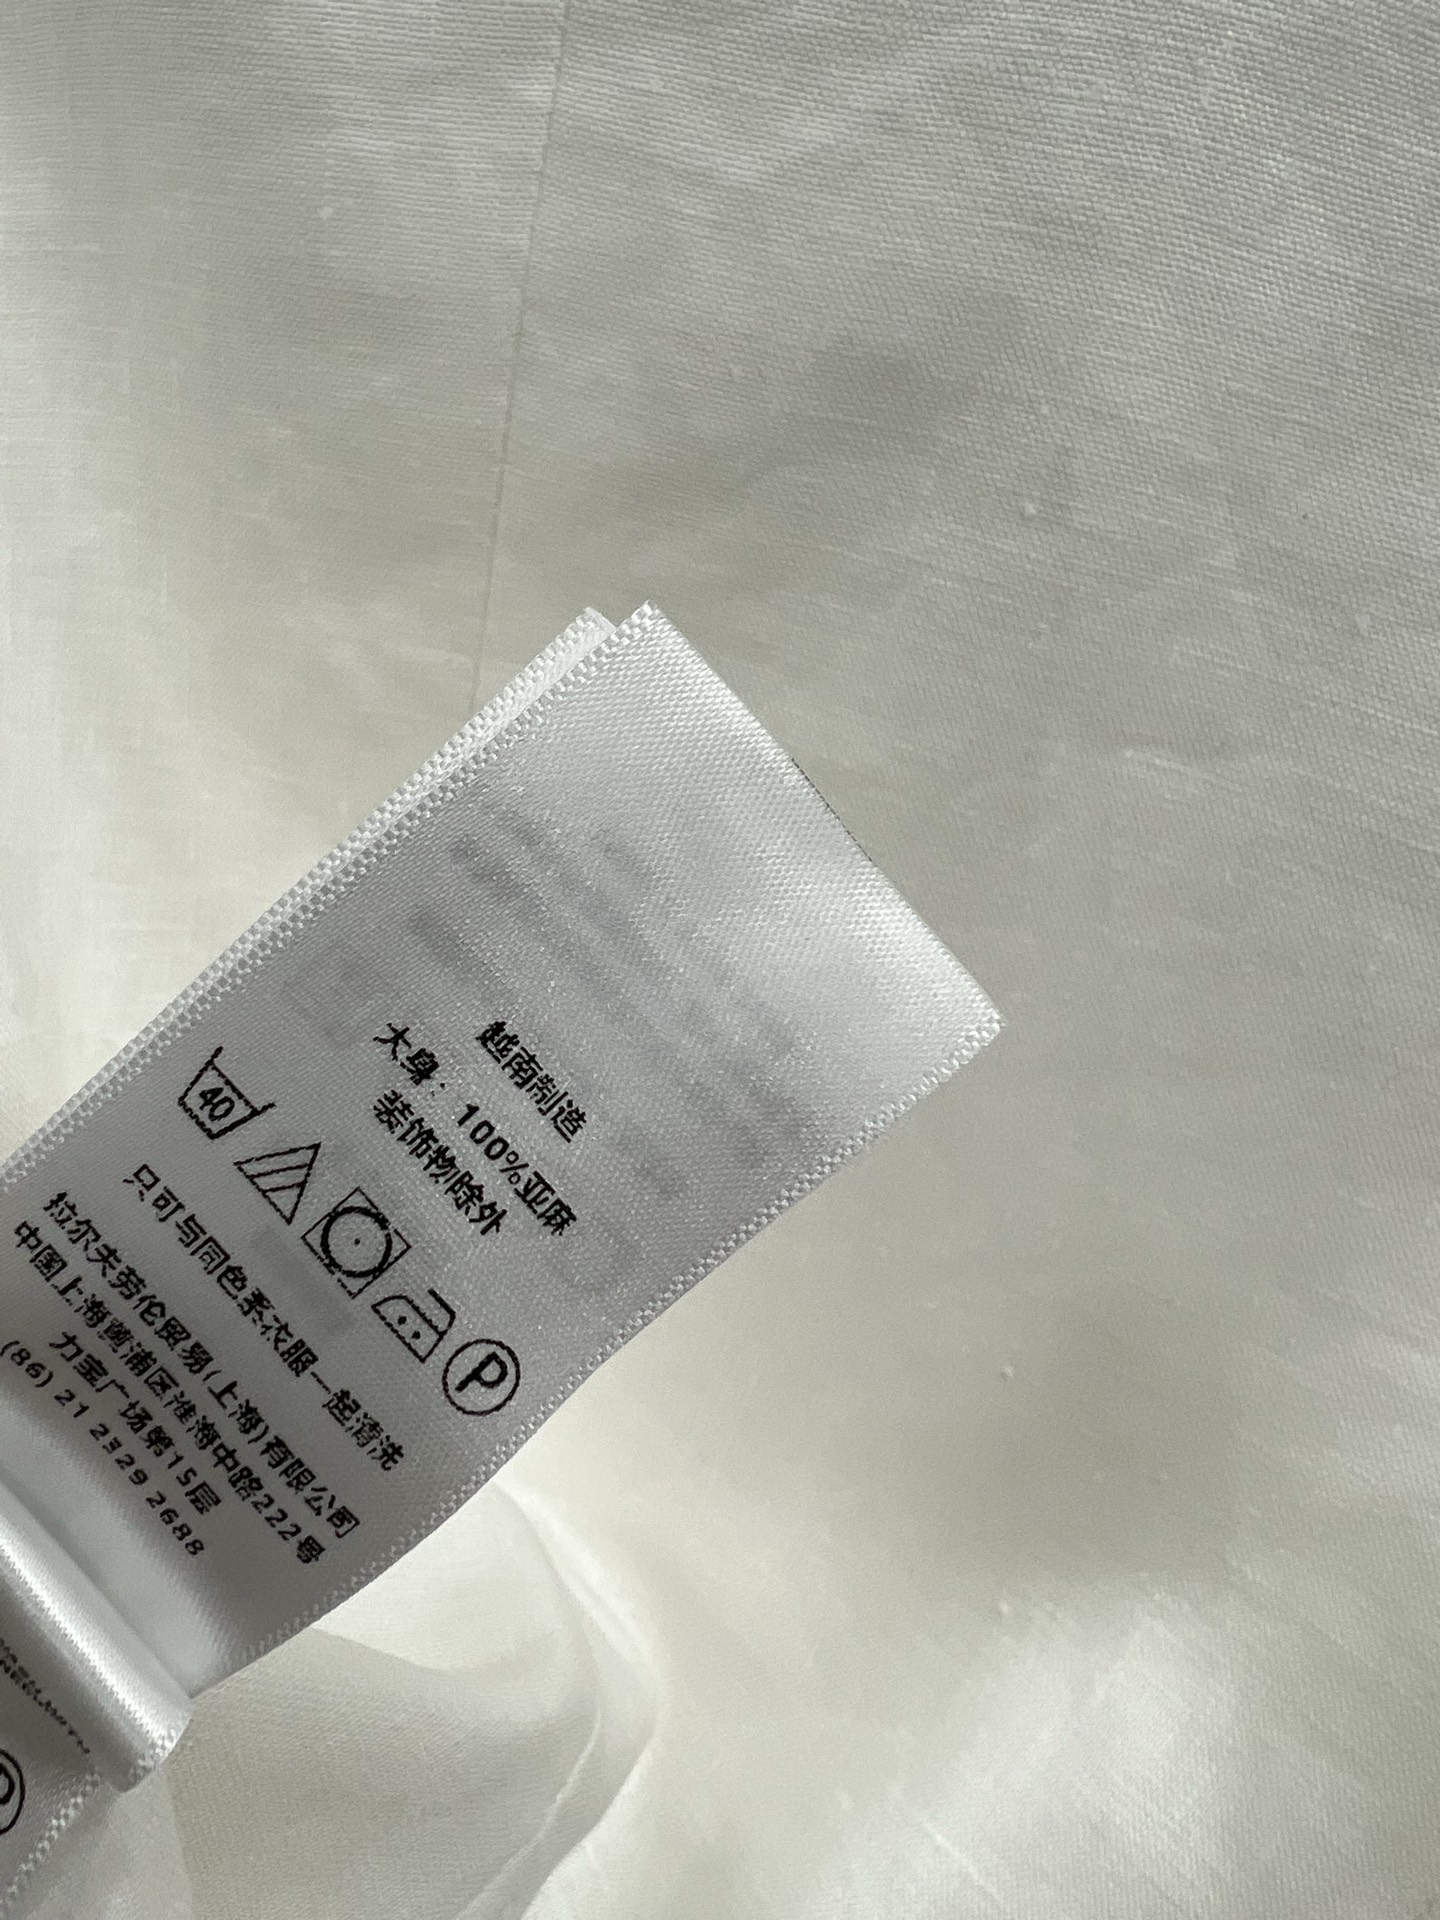 越南制造
大身：100%亚麻
装饰物除外
40
P
只可与同色系衣服一起清洗
拉尔夫劳伦贸易(上海)有限公司
中国上海黄浦区淮海中路222号
力宝广场第15层
(86) 21 2329 2688